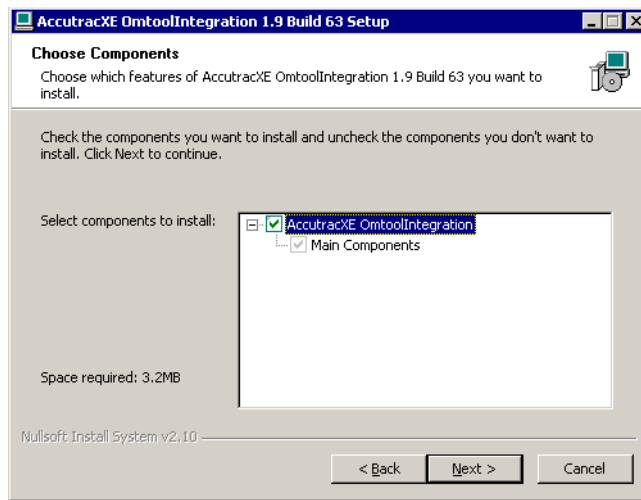 AccutracXE OmtoolIntegration 1.9 Build 63 Setup
Choose Components
Choose which features of AccutracXE OmtoolIntegration 1.9 Build 63 you want to
install.
Check the components you want to install and uncheck the components you don't want to
install. Click Next to continue.
Select components to install:
AccutracXE OmtoolIntegration
Main Components
Space required: 3.2MB
Nullsoft Install System v2.10
< Back
Next >
Cancel